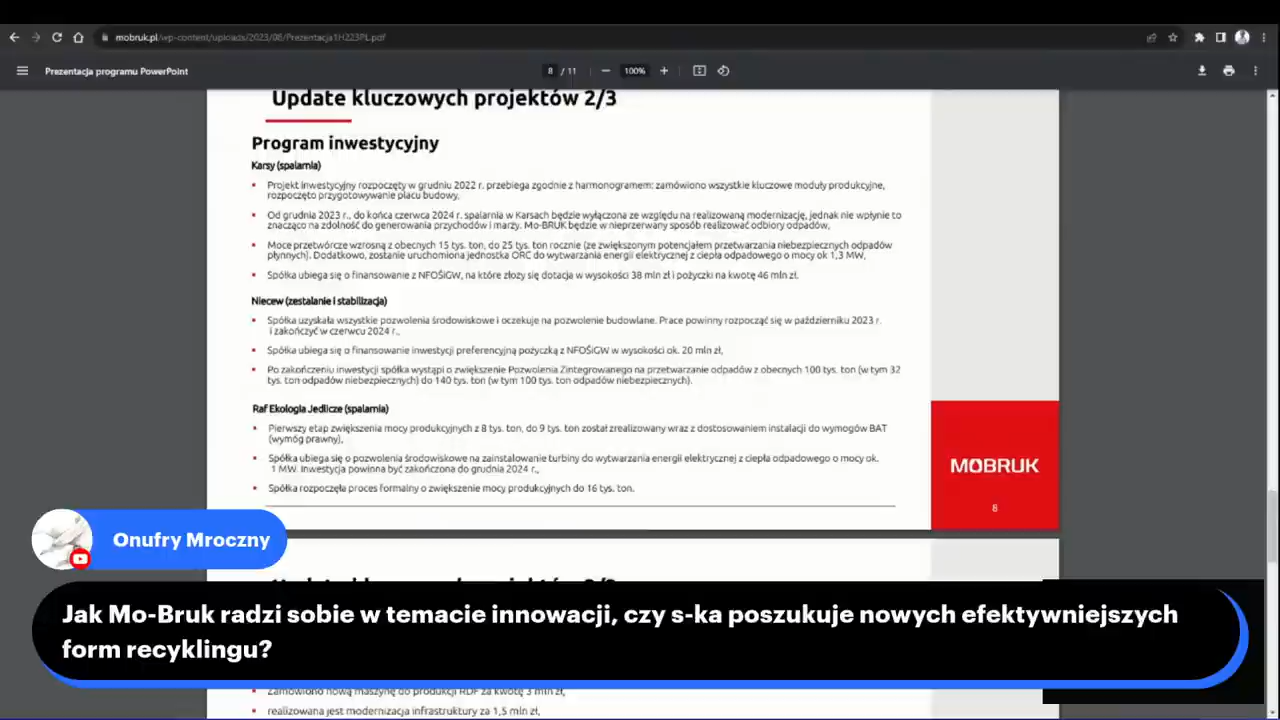 mobruk.pl/wp-content/uploads/2023/08/Prezentacja1H223PL.pdf
Prezentacja programu PowerPoint
8 / 11
100%
Update kluczowych projektów 2/3
Program inwestycyjny
Karsy (spalarnia)
Projekt inwestycyjny rozpoczęty w grudniu 2022 r. przebiega zgodnie z harmonogramem: zamówiono wszystkie kluczowe moduły produkcyjne,
rozpoczęto przygotowywanie placu budowy,
Od grudnia 2023 r., do końca czerwca 2024 r. spalarnia w Karsach będzie wyłączona ze względu na realizowaną modernizację, jednak nie wpłynie to
znacząco na zdolność do generowania przychodów i marży. Mo-BRUK będzie w nieprzerwany sposób realizować odbiory odpadów,
Moce przetwórcze wzrosną z obecnych 15 tys. ton, do 25 tys. ton rocznie (ze zwiększonym potencjałem przetwarzania niebezpiecznych odpadów
płynnych). Dodatkowo, zostanie uruchomiona jednostka ORC do wytwarzania energii elektrycznej z ciepła odpadowego o mocy ok 1,3 MW,
Spółka ubiega się o finansowanie z NFOŚiGW, na które złoży się dotacja w wysokości 38 mln zł i pożyczki na kwotę 46 mln zł.
Niecew (zestalanie i stabilizacja)
Spółka uzyskała wszystkie pozwolenia środowiskowe i oczekuje na pozwolenie budowlane. Prace powinny rozpocząć się w październiku 2023 r.
i zakończyć w czerwcu 2024 r.,
Spółka ubiega się o finansowanie inwestycji preferencyjną pożyczką z NFOŚiGW w wysokości ok. 20 mln zł,
Po zakończeniu inwestycji spółka wystąpi o zwiększenie Pozwolenia Zintegrowanego na przetwarzanie odpadów z obecnych 100 tys. ton (w tym 32
tys. ton odpadów niebezpiecznych) do 140 tys. ton (w tym 100 tys. ton odpadów niebezpiecznych).
Raf Ekologia Jedlicze (spalarnia)
Pierwszy etap zwiększenia mocy produkcyjnych z 8 tys. ton, do 9 tys. ton został zrealizowany wraz z dostosowaniem instalacji do wymogów BAT
(wymóg prawny),
Spółka ubiega się o pozwolenia środowiskowe na zainstalowanie turbiny do wytwarzania energii elektrycznej z ciepła odpadowego o mocy ok.
1 MW. Inwestycja powinna być zakończona do grudnia 2024 r.,
Spółka rozpoczęła proces formalny o zwiększenie mocy produkcyjnych do 16 tys. ton.
MOBRUK
8
Onufry Mroczny
Jak Mo-Bruk radzi sobie w temacie innowacji, czy s-ka poszukuje nowych efektywniejszych
form recyklingu?
Zamówiono nową maszynę do produkcji RDF za kwotę 3 mln zł,
realizowana jest modernizacja infrastruktury za 1,5 mln zł,